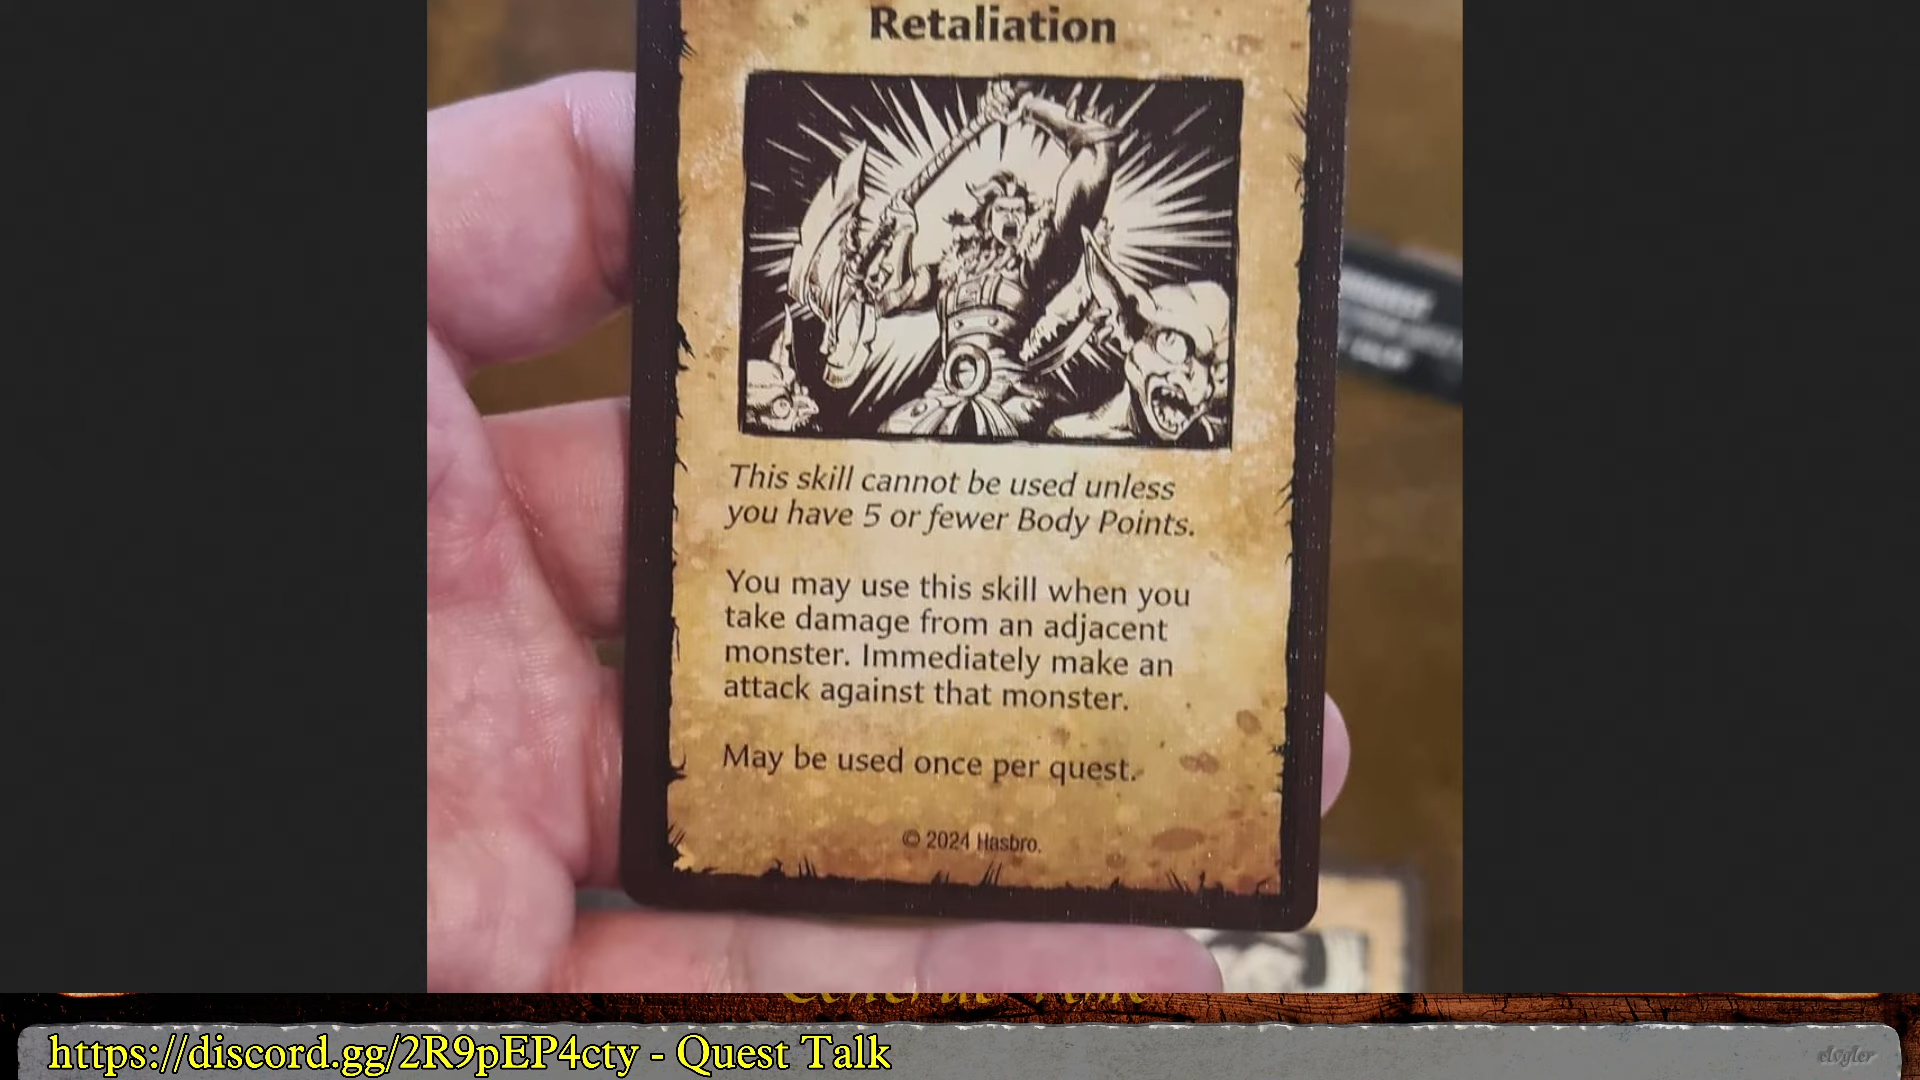 Retaliation
This skill cannot be used unless
you have 5 or fewer Body Points.
You may use this skill when you
take damage from an adjacent
monster. Immediately make an
attack against that monster.
May be used once per quest.
© 2024 Hasbro.
https://discord.gg/2R9pEP4cty - Quest Talk